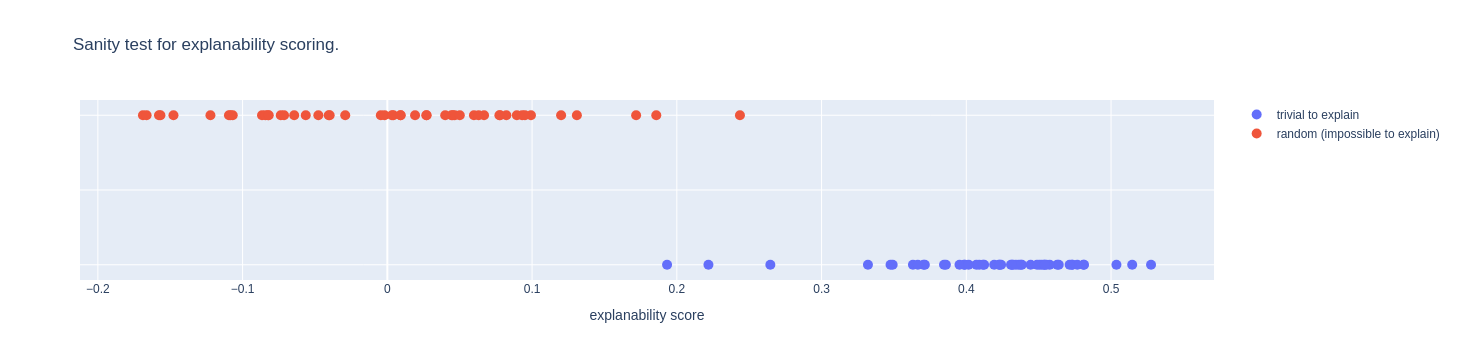 Sanity test for explanability scoring.
trivial to explain
random (impossible to explain)
−0.2
−0.1
0
0.1
0.2
0.3
0.4
0.5
explanability score